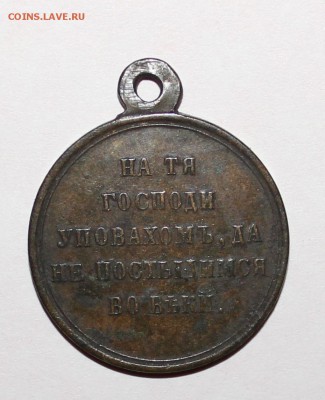 COINS.LAVE.RU
НА ТЯ
ГОСПОДИ
УПОВАХОМЪ, ДА
НЕ ПОСТЫДИМСЯ
ВО ВѢКИ.